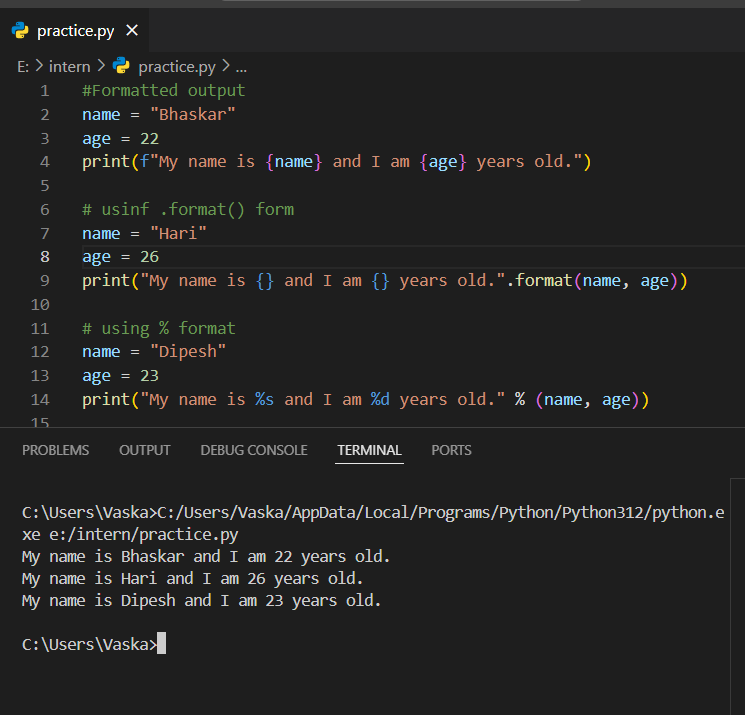 practice.py
E: > intern > practice.py > ...
1 #Formatted output
2 name = "Bhaskar"
3 age = 22
4 print(f"My name is {name} and I am {age} years old.")
5
6 # usinf .format() form
7 name = "Hari"
8 age = 26
9 print("My name is {} and I am {} years old.".format(name, age))
10
11 # using % format
12 name = "Dipesh"
13 age = 23
14 print("My name is %s and I am %d years old." % (name, age))
15
PROBLEMS OUTPUT DEBUG CONSOLE TERMINAL PORTS
C:\Users\Vaska>C:/Users/Vaska/AppData/Local/Programs/Python/Python312/python.e
xe e:/intern/practice.py
My name is Bhaskar and I am 22 years old.
My name is Hari and I am 26 years old.
My name is Dipesh and I am 23 years old.
C:\Users\Vaska>